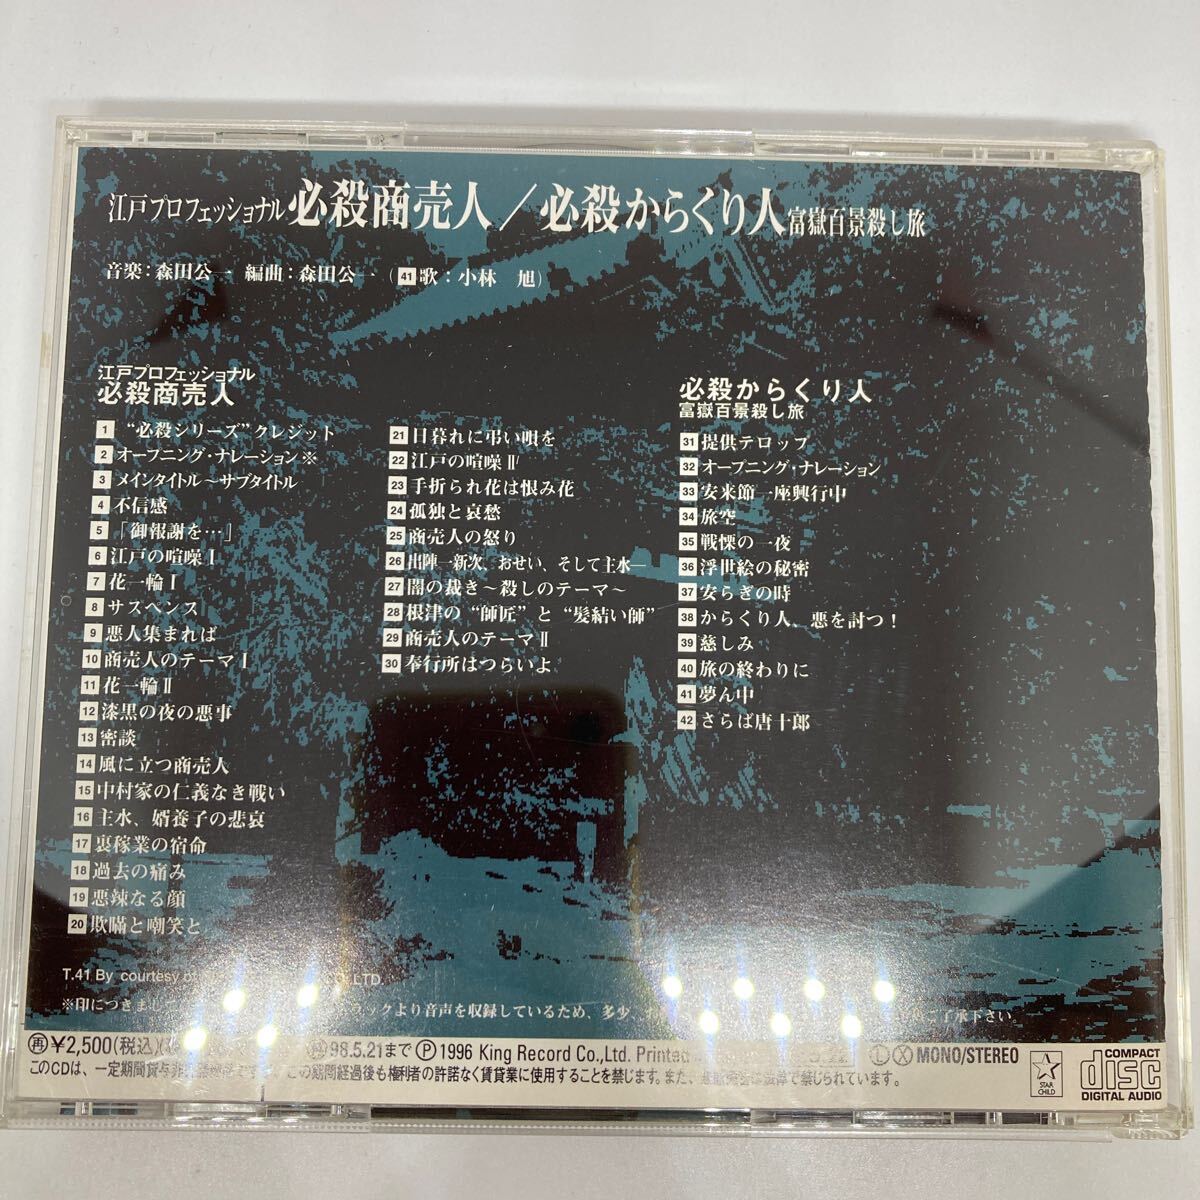 江戸プロフェッショナル 必殺商売人／必殺からくり人 富嶽百景殺し旅
音楽：森田公一 編曲：森田公一 (41 歌：小林 旭)
江戸プロフェッショナル
必殺商売人
1 “必殺シリーズ”クレジット
2 オープニング・ナレーション※
3 メインタイトル～サブタイトル
4 不信感
5 「御報謝を…」
6 江戸の喧噪Ⅰ
7 花一輪Ⅰ
8 サスペンス
9 悪人集まれば
10 商売人のテーマⅠ
11 花一輪Ⅱ
12 漆黒の夜の悪事
13 密談
14 風に立つ商売人
15 中村家の仁義なき戦い
16 主水、婿養子の悲哀
17 裏稼業の宿命
18 過去の痛み
19 悪辣なる顔
20 欺瞞と嘲笑と
21 日暮れに弔い唄を
22 江戸の喧噪Ⅱ
23 手折られ花は恨み花
24 孤独と哀愁
25 商売人の怒り
26 出陣—新次、おせい、そして主水—
27 闇の裁き～殺しのテーマ～
28 根津の“師匠”と“髪結い師”
29 商売人のテーマⅡ
30 奉行所はつらいよ
必殺からくり人
富嶽百景殺し旅
31 提供テロップ
32 オープニング・ナレーション
33 安来節一座興行中
34 旅空
35 戦慄の一夜
36 浮世絵の秘密
37 安らぎの時
38 からくり人、悪を討つ！
39 慈しみ
40 旅の終わりに
41 夢ん中
42 さらば唐十郎
T.41 By courtesy of LTD.
※印につきまし ラックより音声を収録しているため、多少、 ご了承下さい
再 ¥2,500(税込) 98.5.21まで Ⓟ 1996 King Record Co.,Ltd. Printed Ⓛ Ⓧ MONO/STEREO
このCDは、一定期間貸与非 この期間経過後も権利者の許諾なく賃貸業に使用することを禁じます。また、 法律で禁じられています。
STAR CHILD
COMPACT disc DIGITAL AUDIO